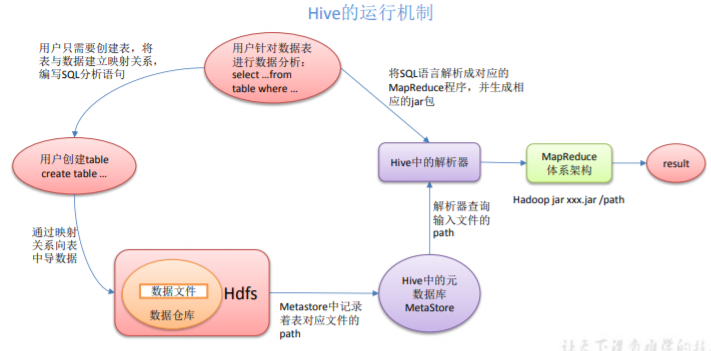 Hive的运行机制
用户只需要创建表，将
表与数据建立映射关系，
编写SQL分析语句
用户针对数据表
进行数据分析：
select ...from
table where ...
将SQL语言解析成对应的
MapReduce程序，并生成相
应的jar包
用户创建table
create table ...
Hive中的解析器
MapReduce
体系架构
result
Hadoop jar xxx.jar /path
解析器查询
输入文件的
path
通过映射
关系向表
中导数据
数据文件
数据仓库
Hdfs
Metastore中记录
着表对应文件的
path
Hive中的元
数据库
MetaStore